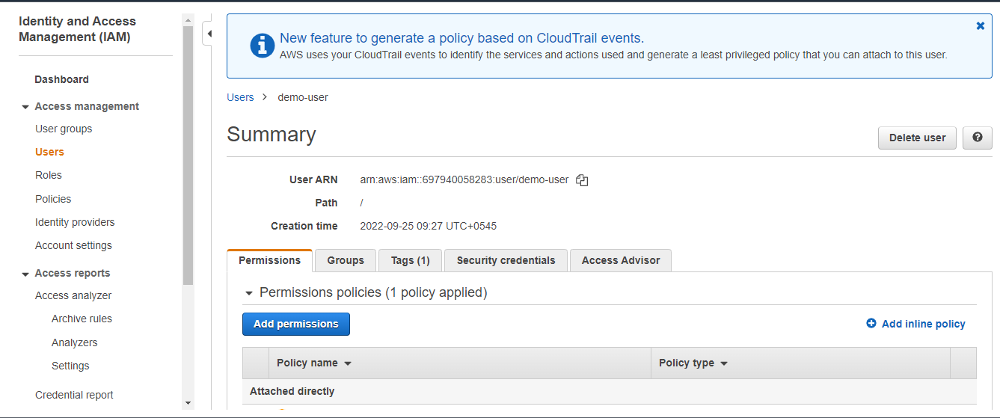 Identity and Access
Management (IAM)
Dashboard
Access management
User groups
Users
Roles
Policies
Identity providers
Account settings
Access reports
Access analyzer
Archive rules
Analyzers
Settings
Credential report
New feature to generate a policy based on CloudTrail events.
AWS uses your CloudTrail events to identify the services and actions used and generate a least privileged policy that you can attach to this user.
Users > demo-user
Summary
Delete user
User ARN arn:aws:iam::697940058283:user/demo-user
Path /
Creation time 2022-09-25 09:27 UTC+0545
Permissions Groups Tags (1) Security credentials Access Advisor
Permissions policies (1 policy applied)
Add permissions Add inline policy
Policy name Policy type
Attached directly